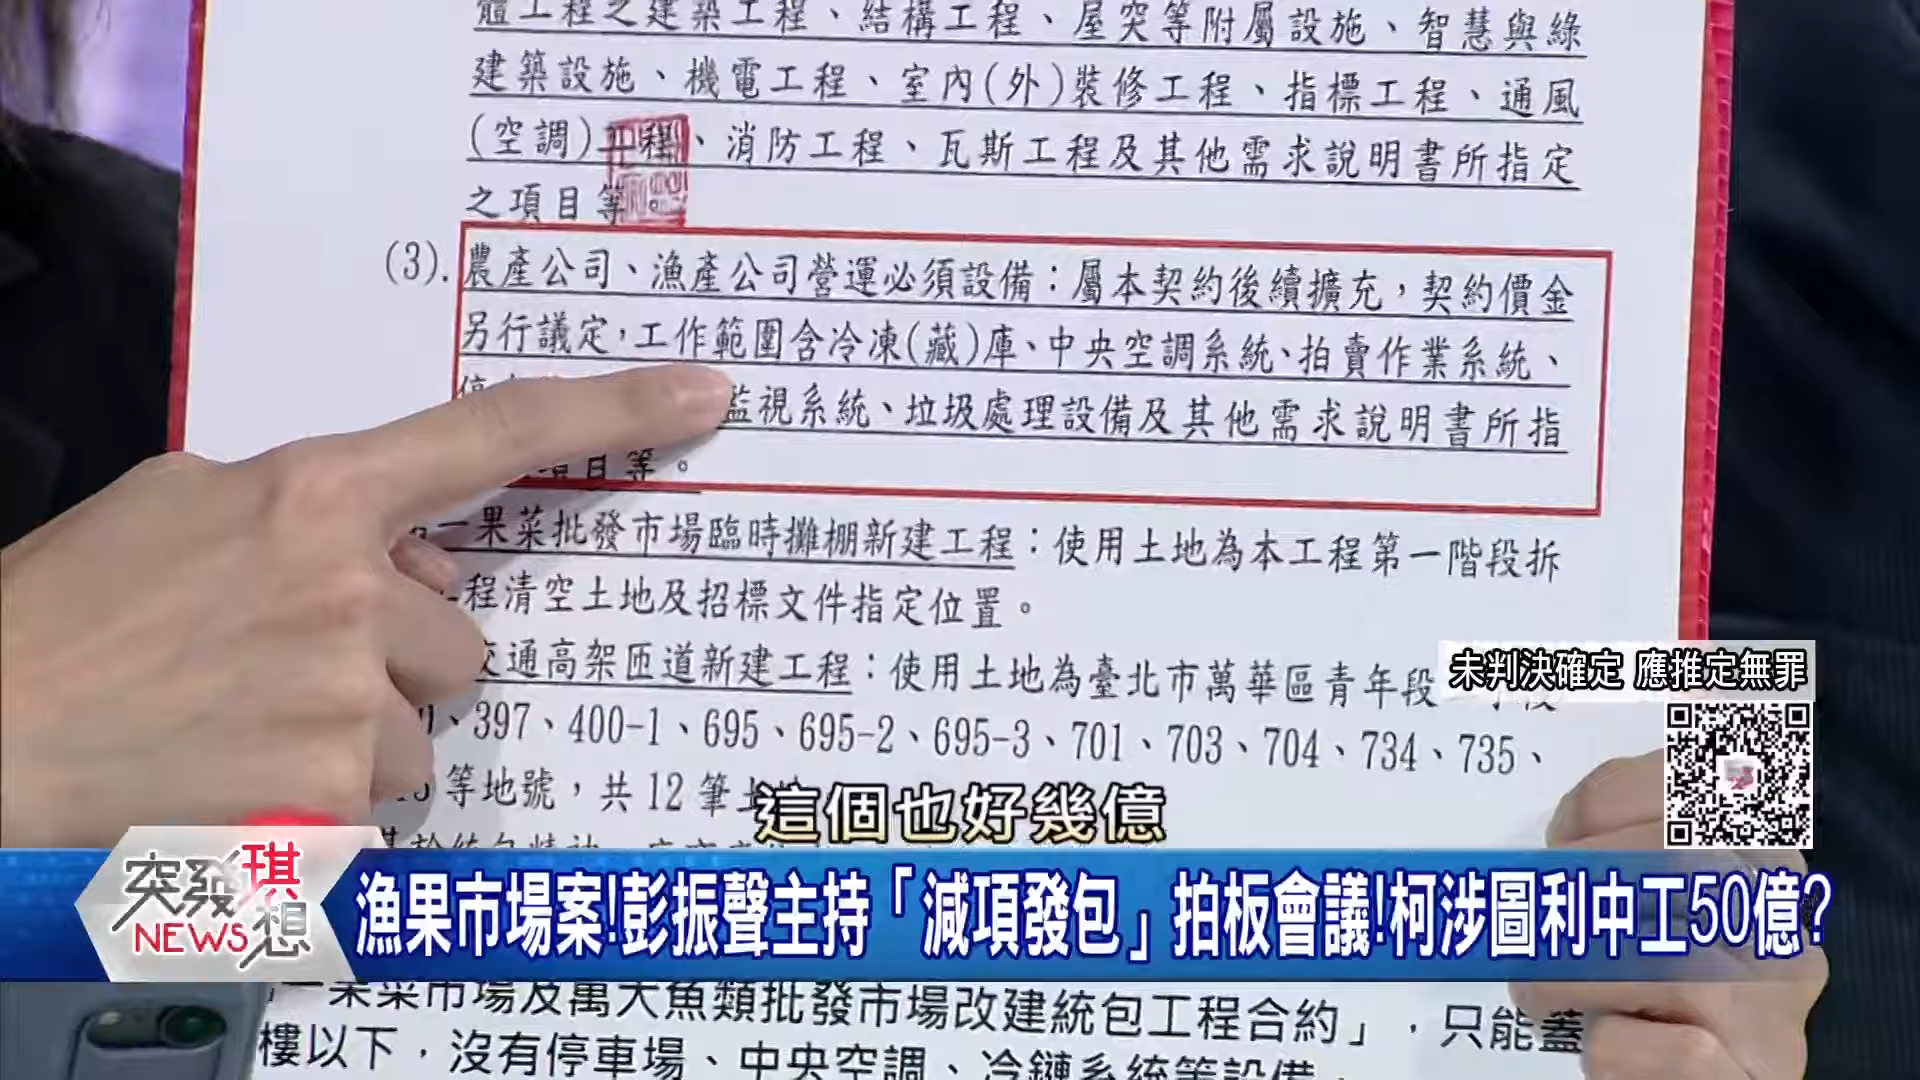 體工程之建築工程、結構工程、屋突等附屬設施、智慧與綠
建築設施、機電工程、室內(外)裝修工程、指標工程、通風
(空調)工程、消防工程、瓦斯工程及其他需求說明書所指定
之項目等。
(3).農產公司、漁產公司營運必須設備：屬本契約後續擴充，契約價金
另行議定，工作範圍含冷凍(藏)庫、中央空調系統、拍賣作業系統、
監視系統、垃圾處理設備及其他需求說明書所指
項目等。
一果菜批發市場臨時攤棚新建工程：使用土地為本工程第一階段拆
程清空土地及招標文件指定位置。
交通高架匝道新建工程：使用土地為臺北市萬華區青年段
、397、400-1、695、695-2、695-3、701、703、704、734、735、
等地號，共12筆土
未判決確定 應推定無罪
這個也好幾億
突發琪想
NEWS
漁果市場案!彭振聲主持「減項發包」拍板會議!柯涉圖利中工50億?
一果菜市場及萬大魚類批發市場改建統包工程合約」，只能蓋
樓以下，沒有停車場、中央空調、冷鏈系統等設備，